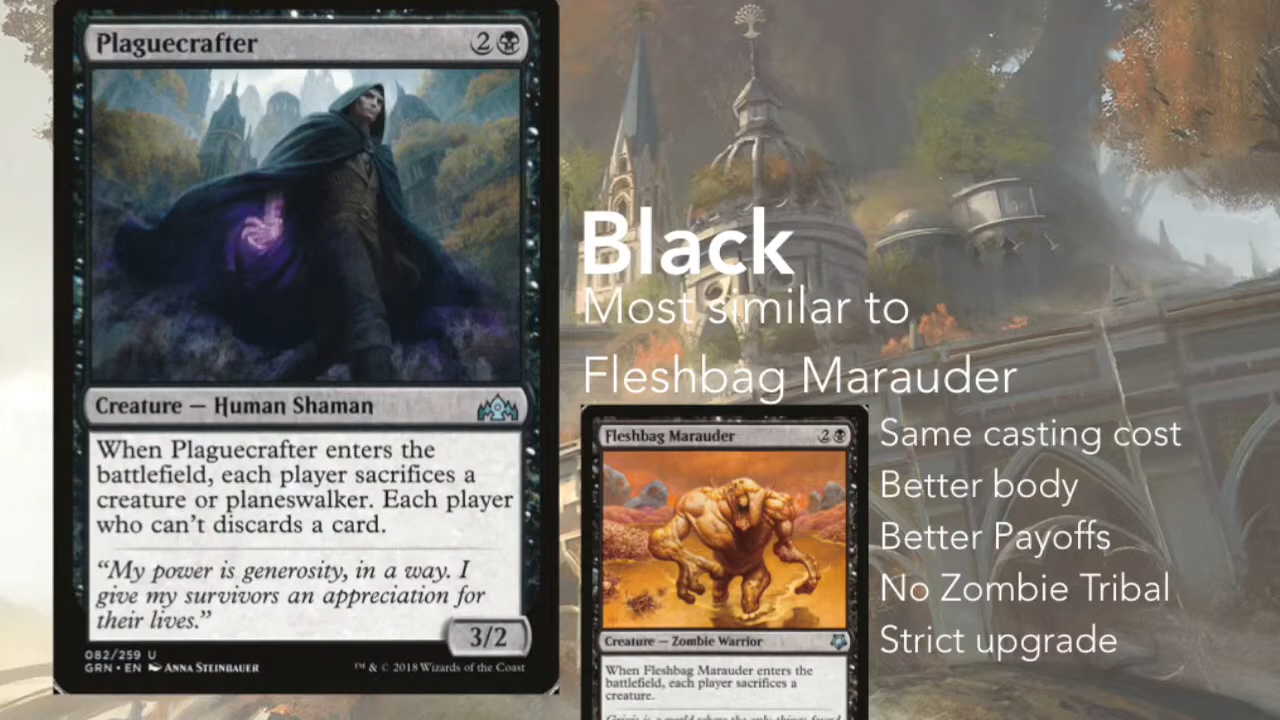 Plaguecrafter 2
Creature — Human Shaman
When Plaguecrafter enters the
battlefield, each player sacrifices a
creature or planeswalker. Each player
who can't discards a card.
“My power is generosity, in a way. I
give my survivors an appreciation for
their lives.”
3/2
082/259 U
GRN • EN ANNA STEINBAUER
™ & © 2018 Wizards of the Coast
Black
Most similar to
Fleshbag Marauder
Fleshbag Marauder 2
Creature — Zombie Warrior
When Fleshbag Marauder enters the
battlefield, each player sacrifices a
creature.
Same casting cost
Better body
Better Payoffs
No Zombie Tribal
Strict upgrade